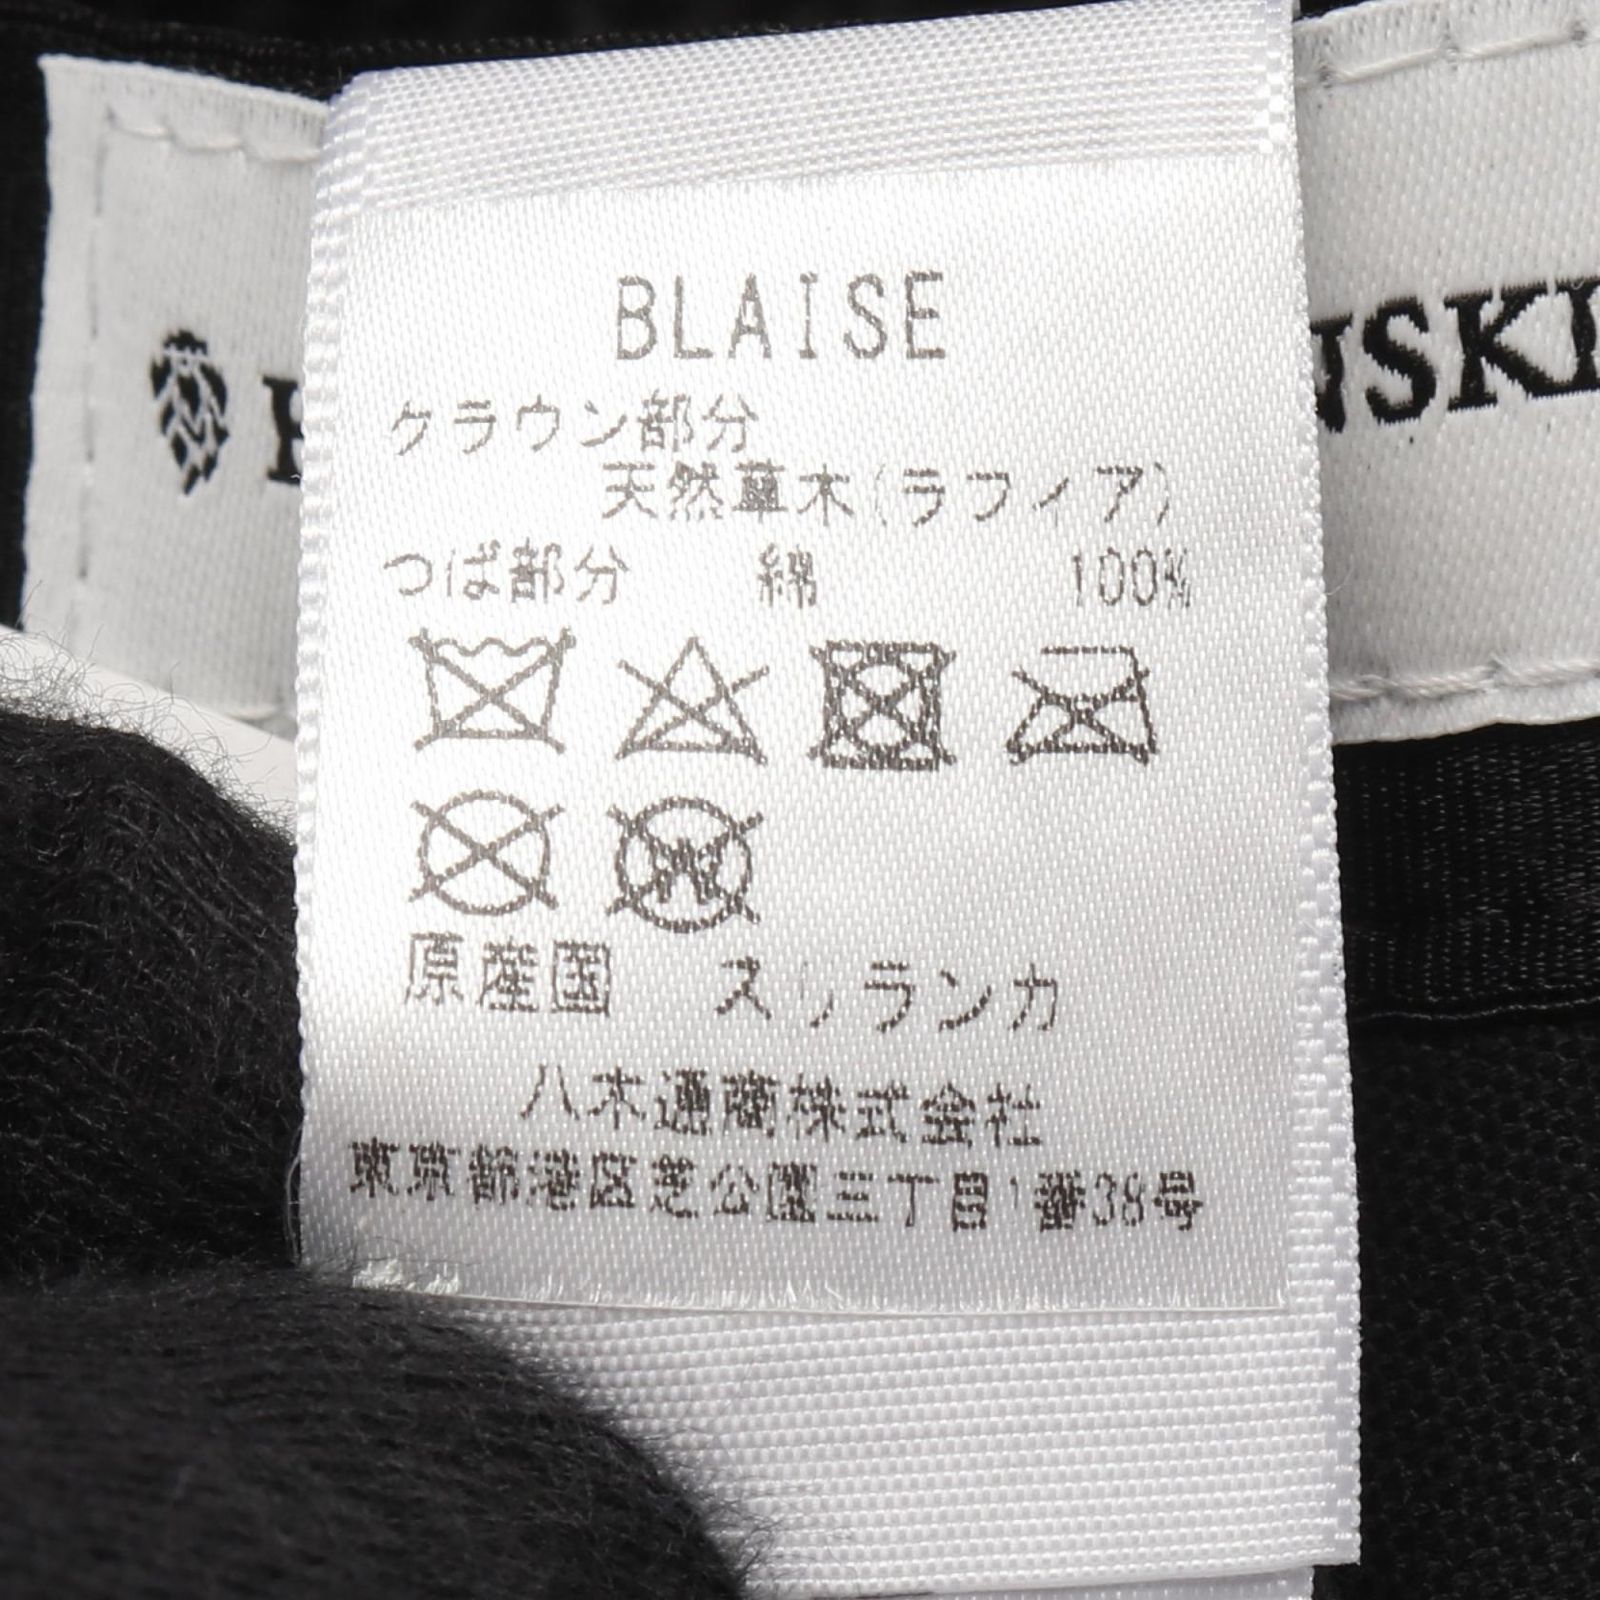 BLAISE
クラウン部分
天然草木(ラフィア)
つば部分 綿 100%
原産国 スリランカ
八木通商株式会社
東京都港区芝公園三丁目1番38号